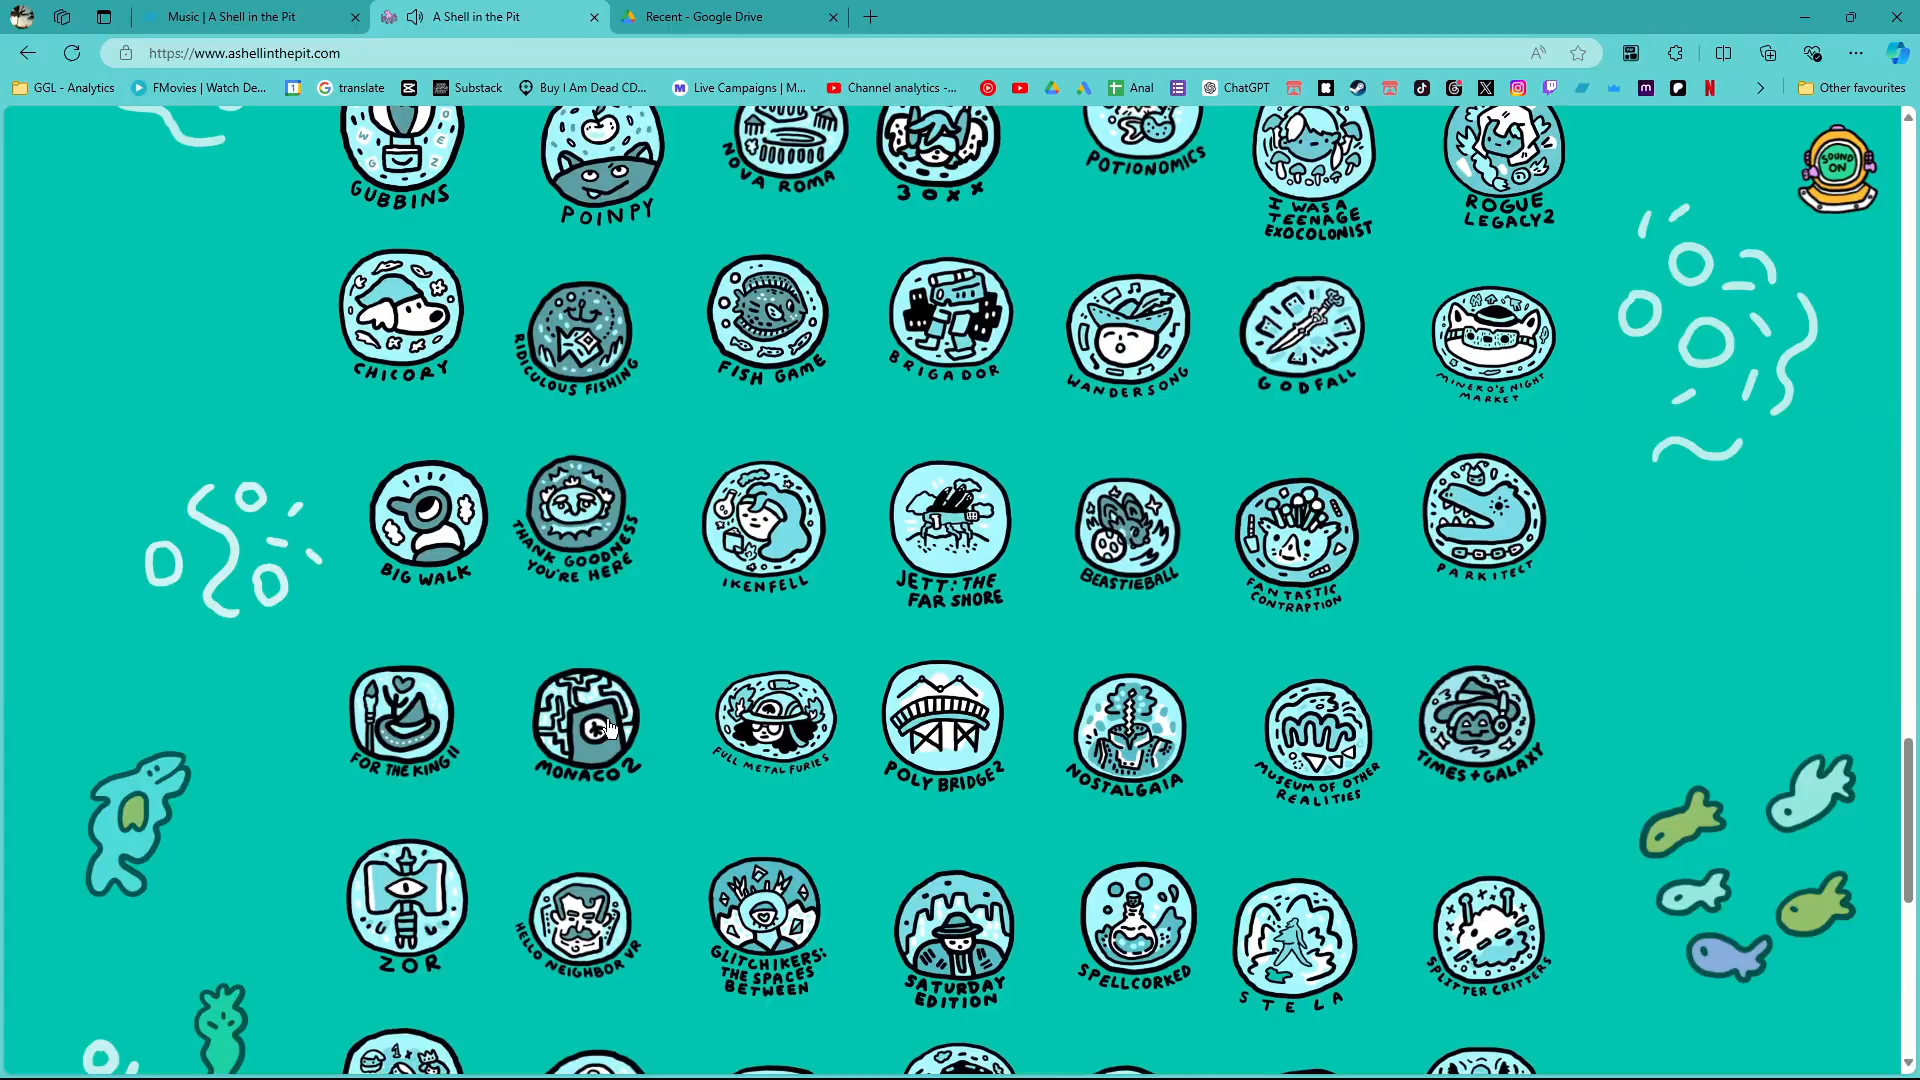 Music | A Shell in the Pit
A Shell in the Pit
Recent - Google Drive
https://www.ashellinthepit.com
GGL - Analytics
FMovies | Watch De...
translate
Substack
Buy I Am Dead CD...
Live Campaigns | M...
Channel analytics -...
Anal
ChatGPT
Other favourites
SOUND
ON
GUBBINS
POINPY
NOVA ROMA
30XX
POTIONOMICS
I WAS A
TEENAGE
EXOCOLONIST
ROGUE
LEGACY2
CHICORY
RIDICULOUS FISHING
FISH GAME
BRIGADOR
WANDERSONG
GODFALL
MINEKO'S NIGHT
MARKET
BIG WALK
THANK GOODNESS
YOU'RE HERE
IKENFELL
JETT: THE
FAR SHORE
BEASTIEBALL
FANTASTIC
CONTRAPTION
PARKITECT
FOR THE KING II
MONACO 2
FULL METAL FURIES
POLY BRIDGE2
NOSTALGAIA
MUSEUM OF OTHER
REALITIES
TIMES + GALAXY
ZOR
HELLO NEIGHBOR VR
GLITCHIKERS:
THE SPACES
BETWEEN
SATURDAY
EDITION
SPELLCORKED
STELA
SPLITTER CRITTERS